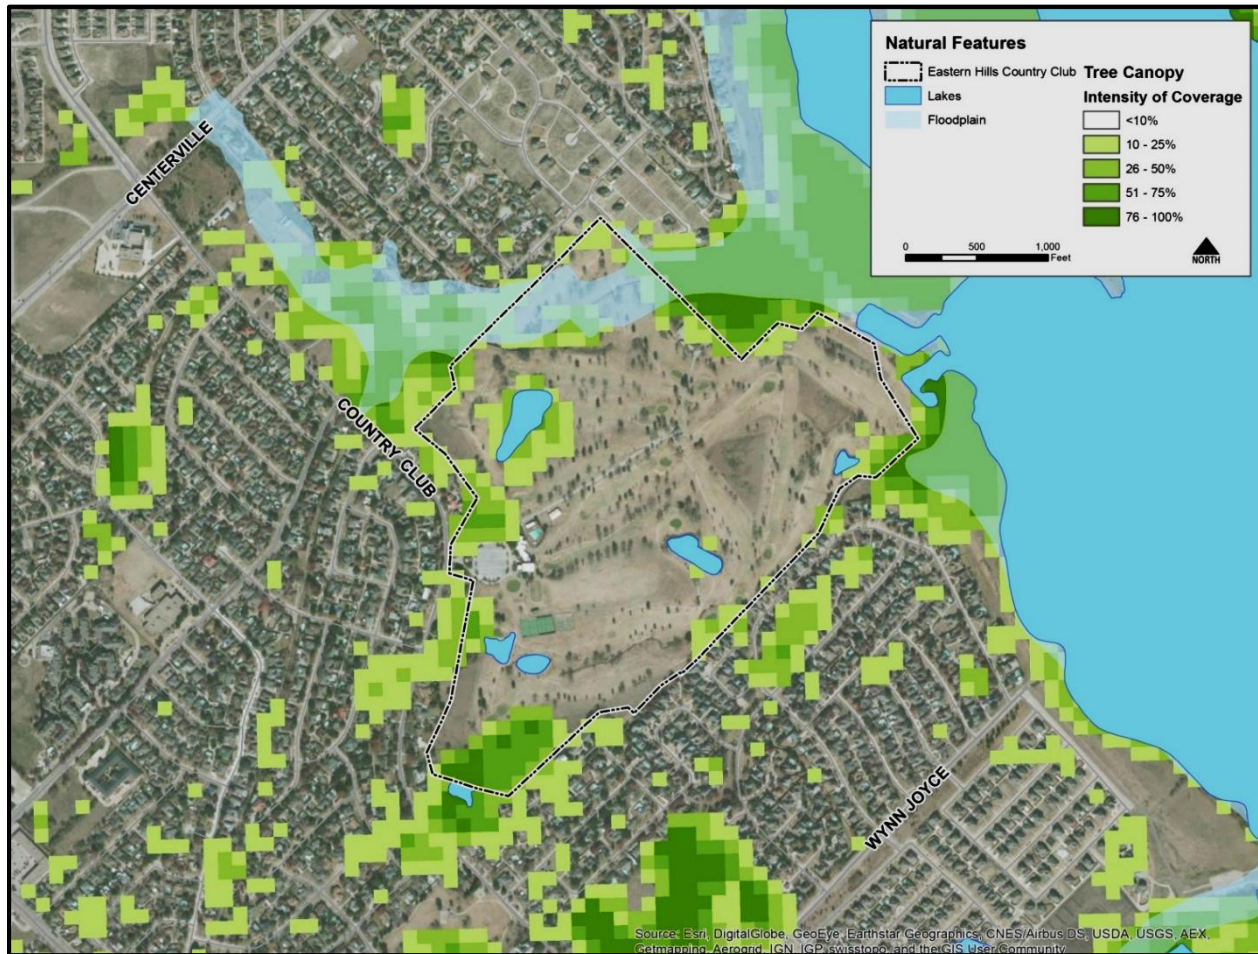 Natural Features
Eastern Hills Country Club
Lakes
Floodplain
Tree Canopy
Intensity of Coverage
<10%
10 - 25%
26 - 50%
51 - 75%
76 - 100%
0 500 1,000
Feet
NORTH
CENTERVILLE
COUNTRY CLUB
WYNN JOYCE
Source: Esri, DigitalGlobe, GeoEye, Earthstar Geographics, CNES/Airbus DS, USDA, USGS, AEX,
Getmapping, Aerogrid, IGN, IGP, swisstopo, and the GIS User Community